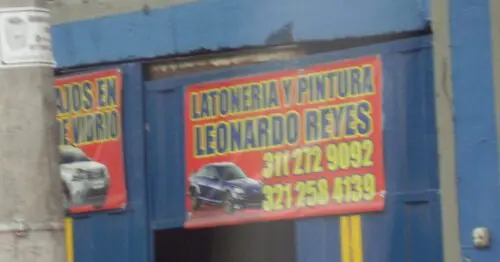 AJOS EN
E VIDRIO
LATONERIA Y PINTURA
LEONARDO REYES
311 272 9092
321 258 4139